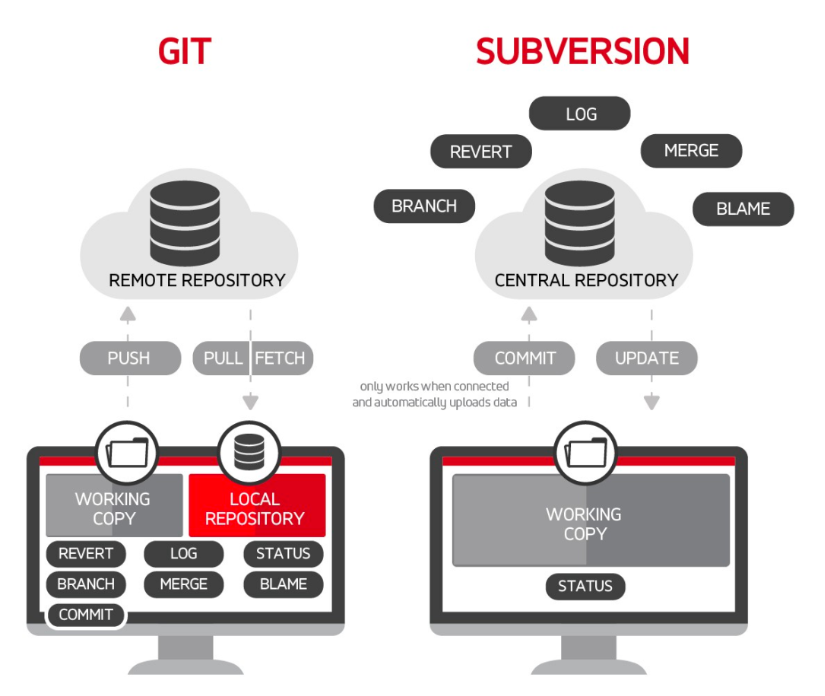 GIT
SUBVERSION
LOG
REVERT
MERGE
BRANCH
BLAME
REMOTE REPOSITORY
CENTRAL REPOSITORY
PUSH
PULL FETCH
COMMIT
UPDATE
only works when connected
and automatically uploads data
WORKING
COPY
LOCAL
REPOSITORY
REVERT
LOG
STATUS
BRANCH
MERGE
BLAME
COMMIT
WORKING
COPY
STATUS